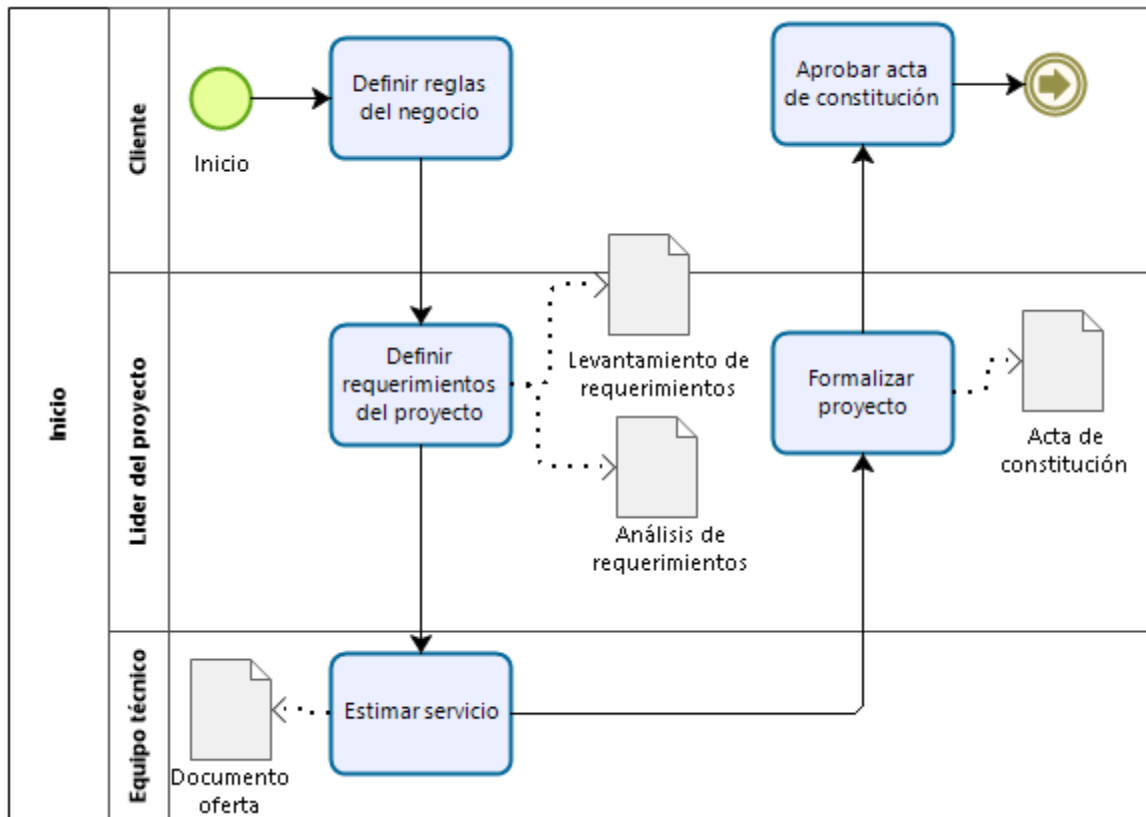 Inicio
Cliente
Inicio
Definir reglas
del negocio
Aprobar acta
de constitución
Lider del proyecto
Definir
requerimientos
del proyecto
Levantamiento de
requerimientos
Análisis de
requerimientos
Formalizar
proyecto
Acta de
constitución
Equipo técnico
Documento
oferta
Estimar servicio